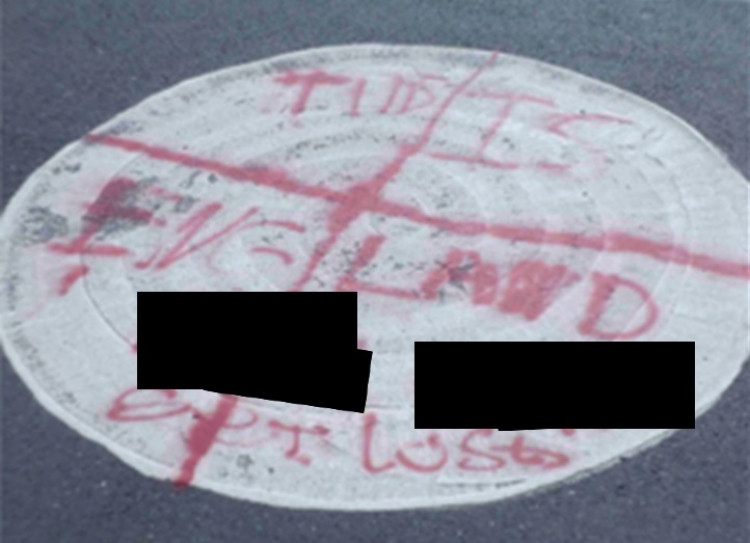 THIS IS
ENGLAND
GET LOST